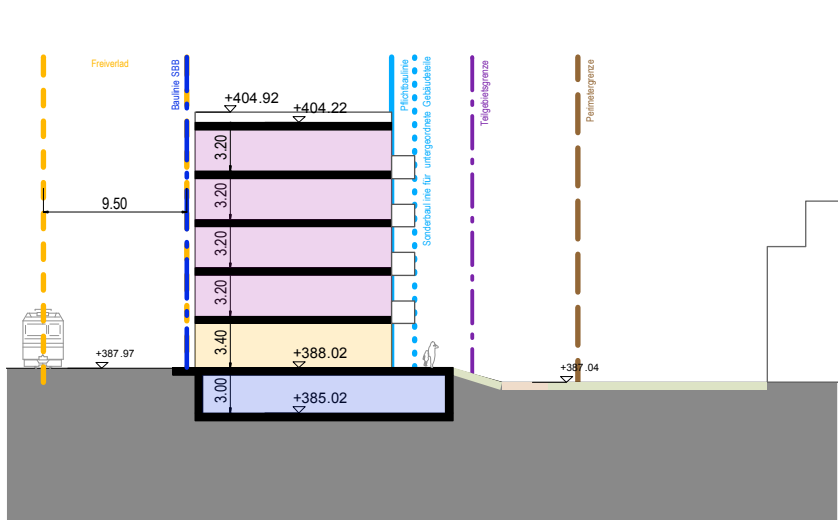 Freiverlad
Baulinie SBB
Pflichtbaulinie
Sonderbaulinie für untergeordnete Gebäudeteile
Teilgebietsgrenze
Perimetergrenze
+404.92
+404.22
3.20
3.20
9.50
3.20
3.20
3.40
+387.97
+388.02
+387.04
3.00
+385.02